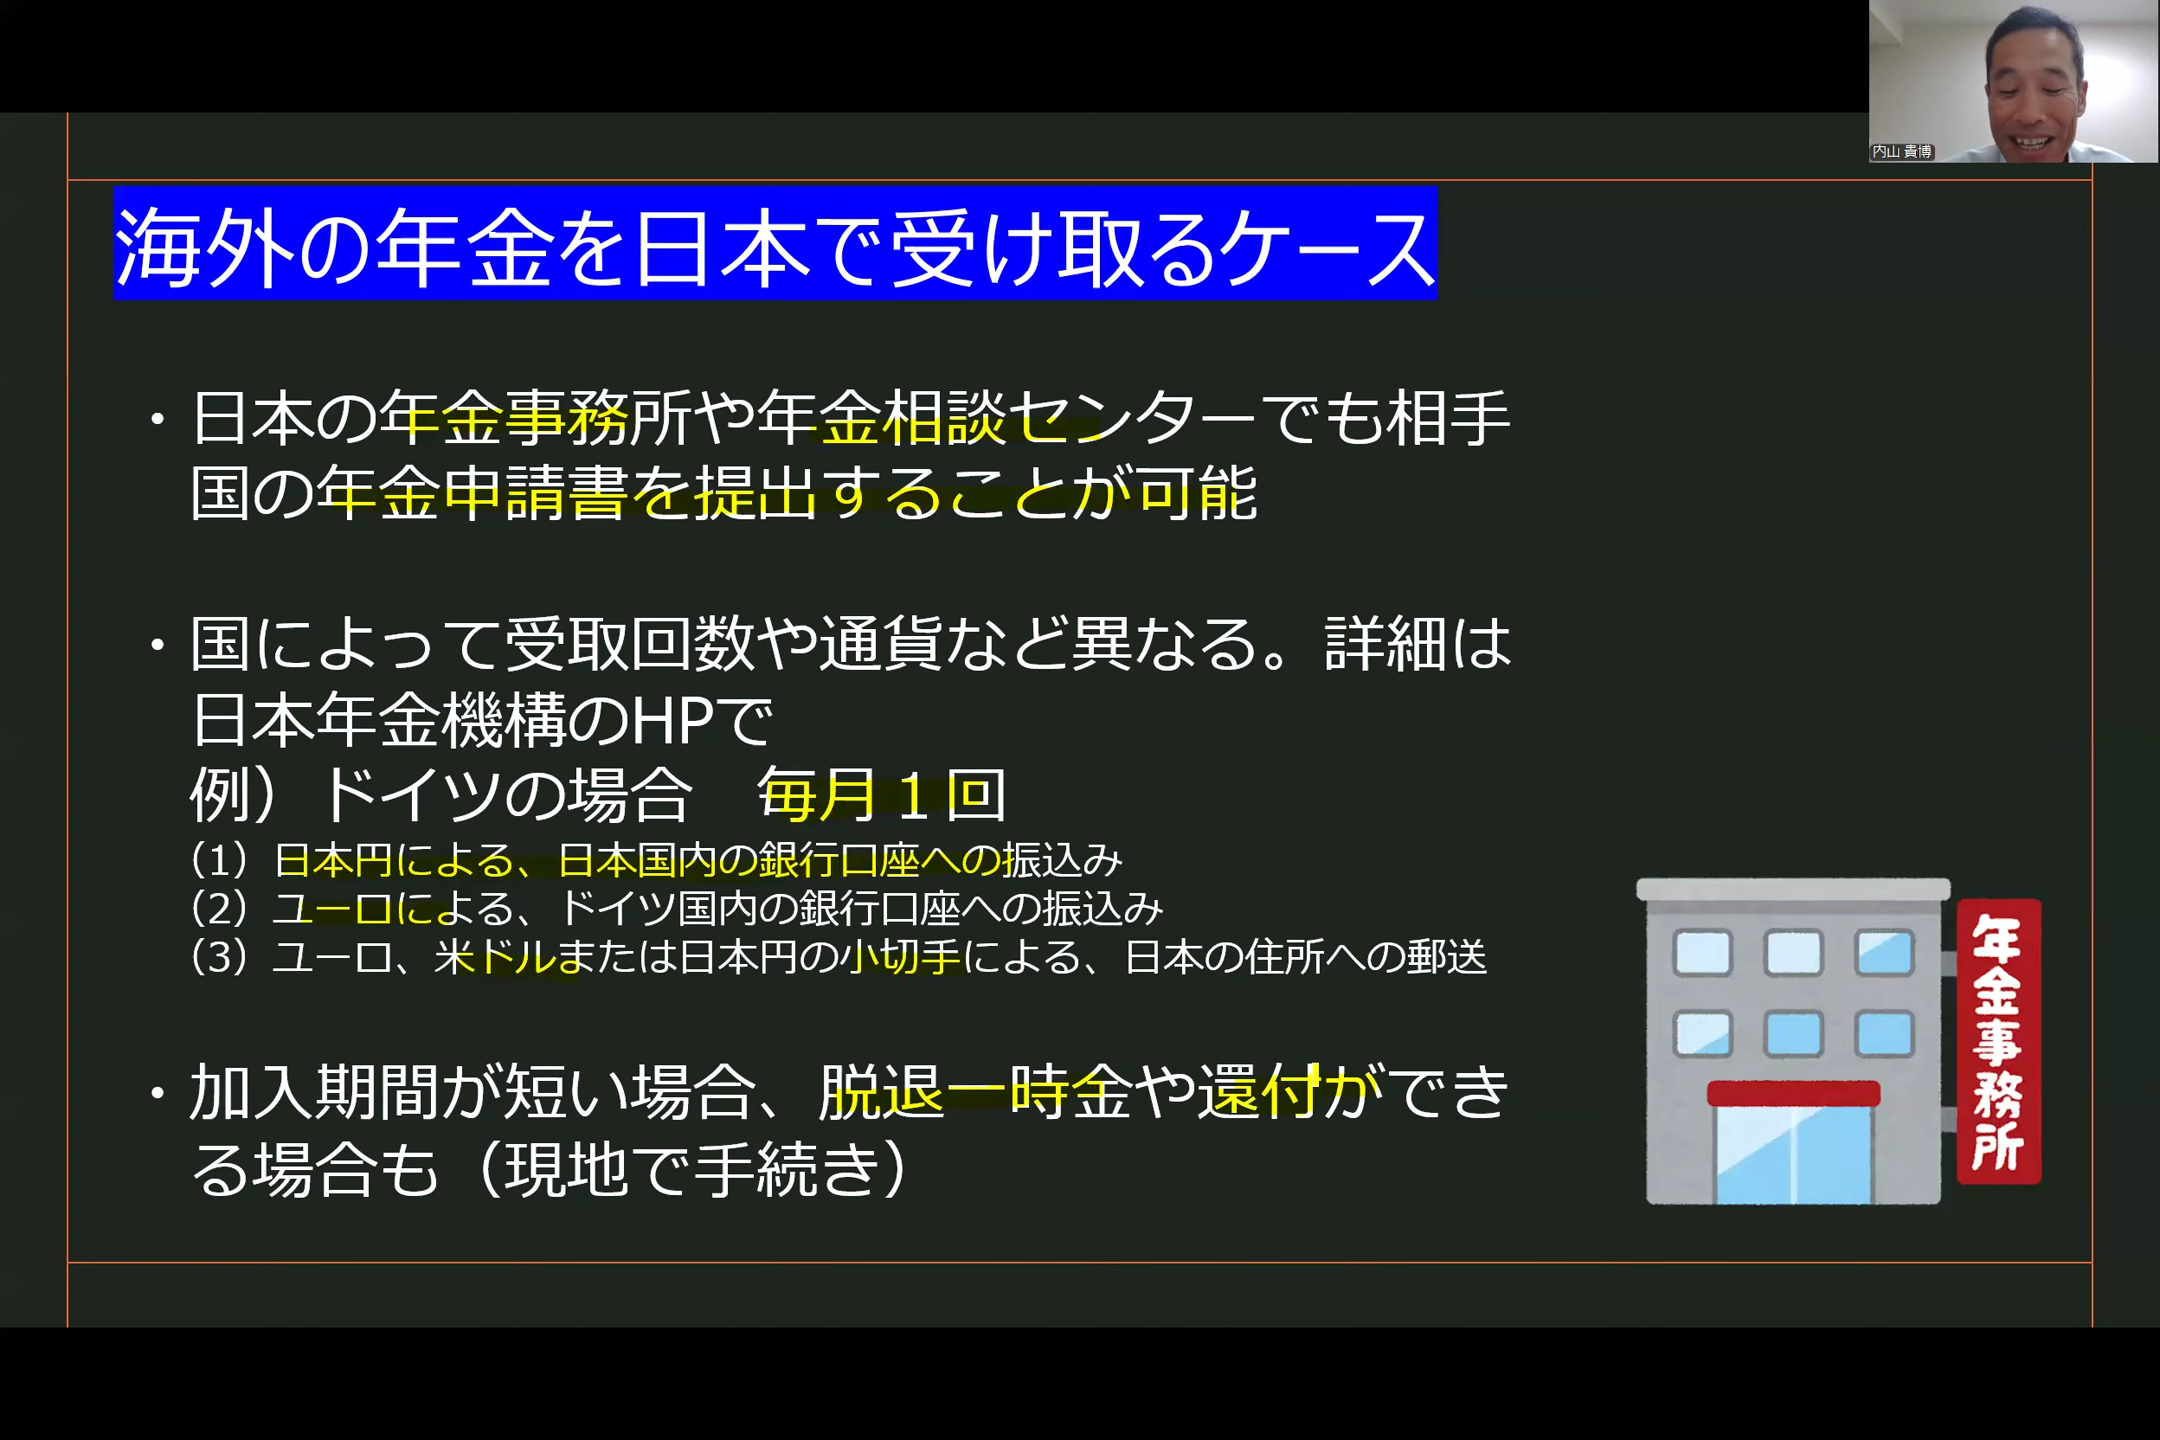 内山 貴博
海外の年金を日本で受け取るケース
・日本の年金事務所や年金相談センターでも相手
国の年金申請書を提出することが可能
・国によって受取回数や通貨など異なる。詳細は
日本年金機構のHPで
例）ドイツの場合　毎月１回
（1）日本円による、日本国内の銀行口座への振込み
（2）ユーロによる、ドイツ国内の銀行口座への振込み
（3）ユーロ、米ドルまたは日本円の小切手による、日本の住所への郵送
・加入期間が短い場合、脱退一時金や還付ができ
る場合も（現地で手続き）
年金事務所